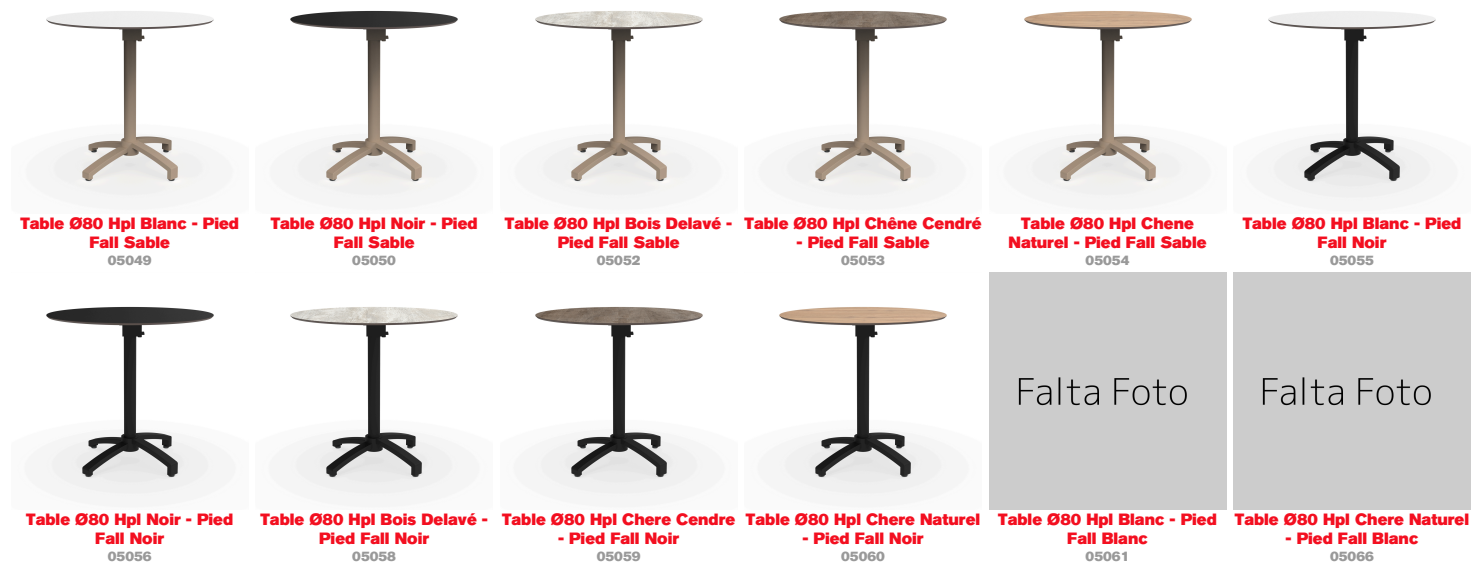 Table Ø80 Hpl Blanc - Pied
Fall Sable
05049
Table Ø80 Hpl Noir - Pied
Fall Sable
05050
Table Ø80 Hpl Bois Delavé -
Pied Fall Sable
05052
Table Ø80 Hpl Chêne Cendré
- Pied Fall Sable
05053
Table Ø80 Hpl Chene
Naturel - Pied Fall Sable
05054
Table Ø80 Hpl Blanc - Pied
Fall Noir
05055
Table Ø80 Hpl Noir - Pied
Fall Noir
05056
Table Ø80 Hpl Bois Delavé -
Pied Fall Noir
05058
Table Ø80 Hpl Chere Cendre
- Pied Fall Noir
05059
Table Ø80 Hpl Chere Naturel
- Pied Fall Noir
05060
Falta Foto
Table Ø80 Hpl Blanc - Pied
Fall Blanc
05061
Falta Foto
Table Ø80 Hpl Chere Naturel
- Pied Fall Blanc
05066